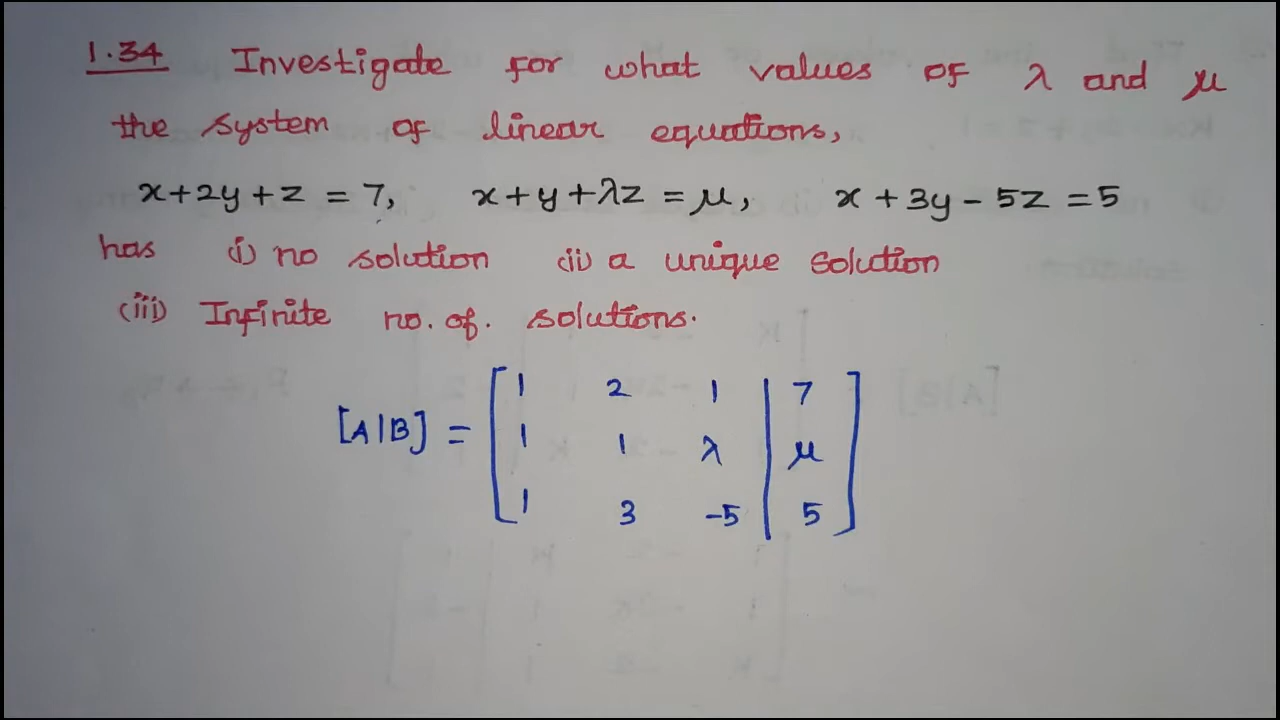 1.34 Investigate for what values of λ and μ
the system of linear equations,
x+2y+z = 7, x+y+λz = μ, x+3y-5z = 5
has (i) no solution (ii) a unique solution
(iii) Infinite no. of. solutions.
[A|B] = [ 1 2 1 | 7 ]
1 1 λ | μ
1 3 -5 | 5